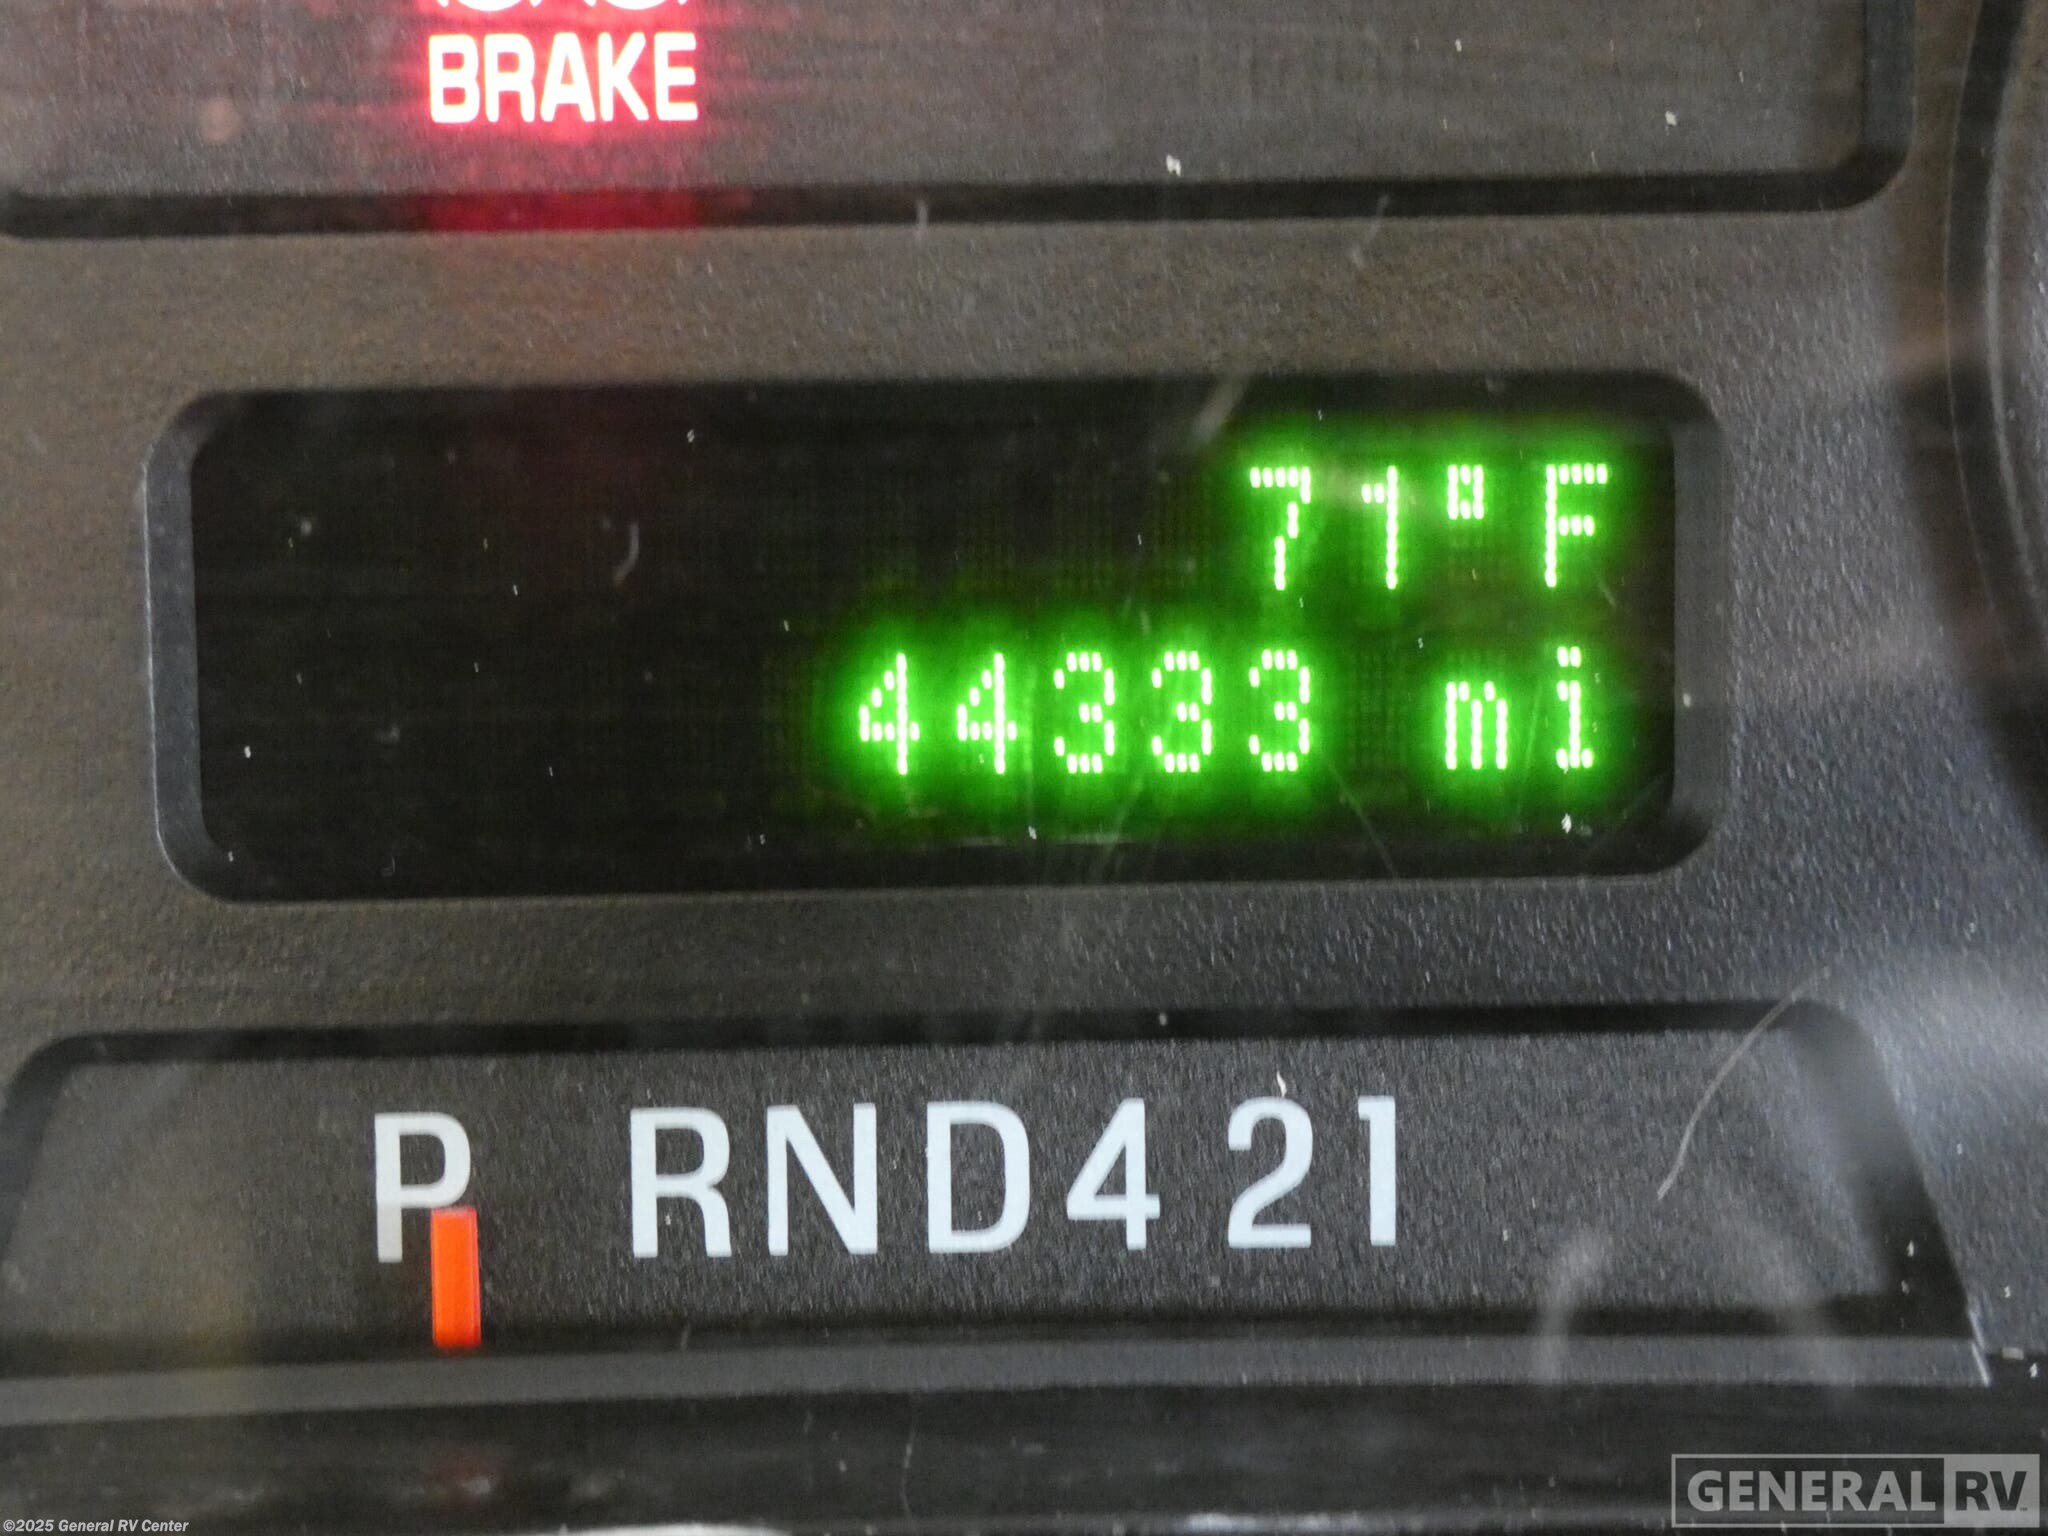 BRAKE
71°F
44333 mi
P RND421
GENERAL RV
©2025 General RV Center